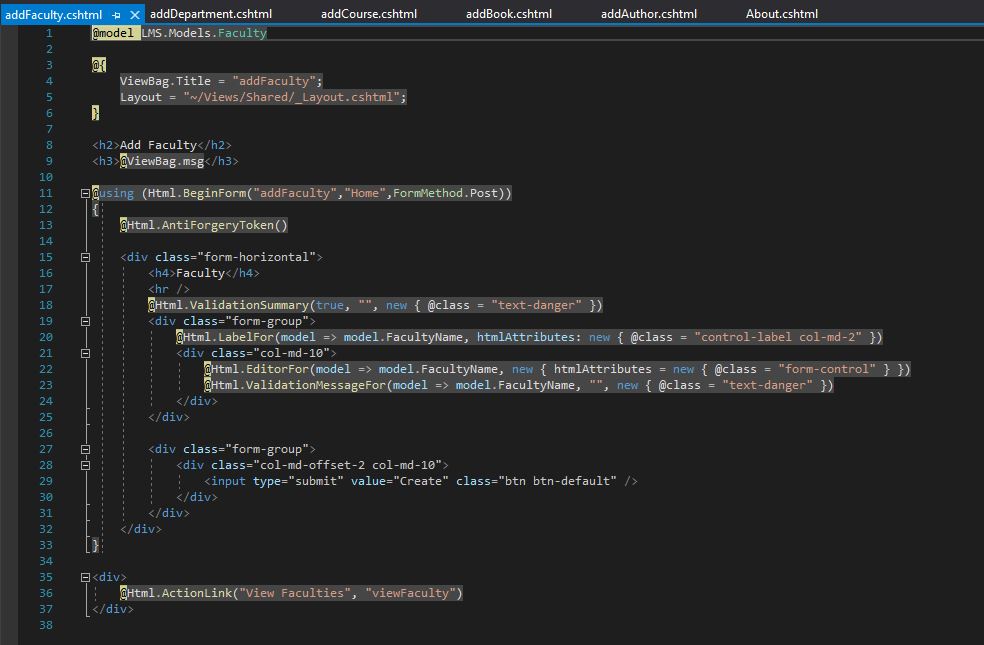 addFaculty.cshtml addDepartment.cshtml addCourse.cshtml addBook.cshtml addAuthor.cshtml About.cshtml
1 @model LMS.Models.Faculty
2
3 @{
4 ViewBag.Title = "addFaculty";
5 Layout = "~/Views/Shared/_Layout.cshtml";
6 }
7
8 <h2>Add Faculty</h2>
9 <h3>@ViewBag.msg</h3>
10
11 @using (Html.BeginForm("addFaculty","Home",FormMethod.Post))
12 {
13 @Html.AntiForgeryToken()
14
15 <div class="form-horizontal">
16 <h4>Faculty</h4>
17 <hr />
18 @Html.ValidationSummary(true, "", new { @class = "text-danger" })
19 <div class="form-group">
20 @Html.LabelFor(model => model.FacultyName, htmlAttributes: new { @class = "control-label col-md-2" })
21 <div class="col-md-10">
22 @Html.EditorFor(model => model.FacultyName, new { htmlAttributes = new { @class = "form-control" } })
23 @Html.ValidationMessageFor(model => model.FacultyName, "", new { @class = "text-danger" })
24 </div>
25 </div>
26
27 <div class="form-group">
28 <div class="col-md-offset-2 col-md-10">
29 <input type="submit" value="Create" class="btn btn-default" />
30 </div>
31 </div>
32 </div>
33 }
34
35 <div>
36 @Html.ActionLink("View Faculties", "viewFaculty")
37 </div>
38